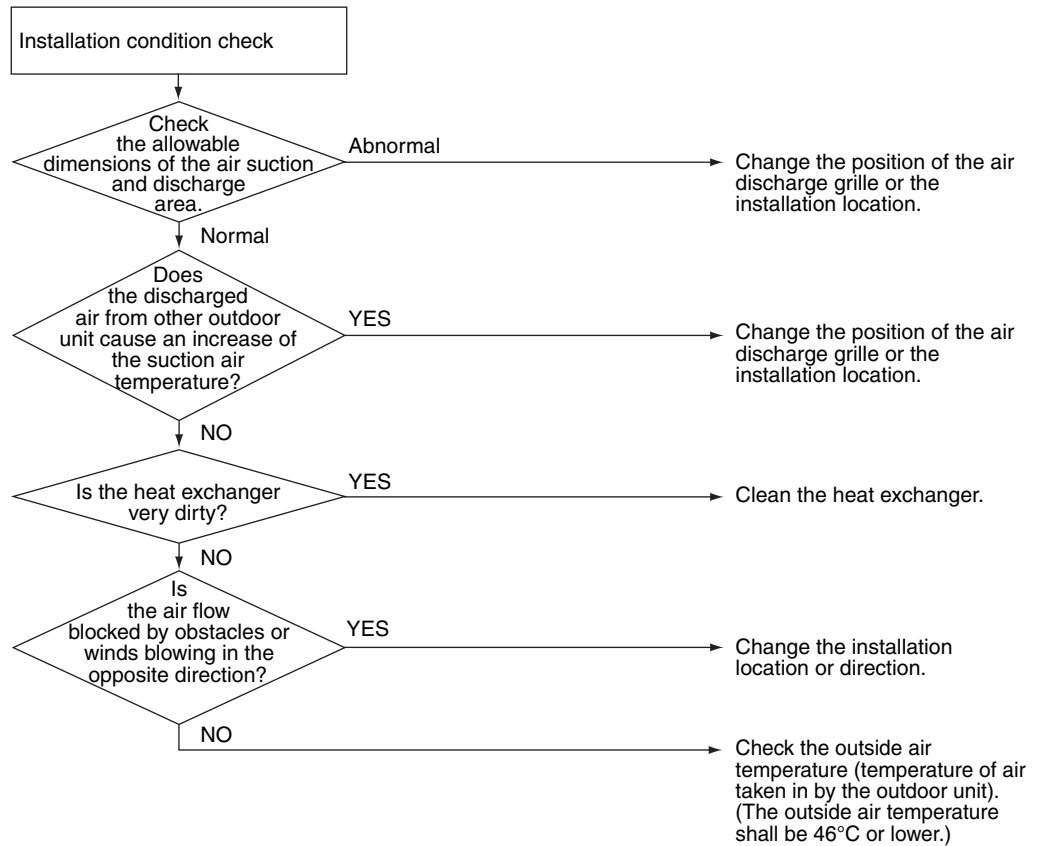 Installation condition check
Check
the allowable
dimensions of the air suction
and discharge
area.
Abnormal
Change the position of the air
discharge grille or the
installation location.
Normal
Does
the discharged
air from other outdoor
unit cause an increase of
the suction air
temperature?
YES
Change the position of the air
discharge grille or the
installation location.
NO
Is the heat exchanger
very dirty?
YES
Clean the heat exchanger.
NO
Is
the air flow
blocked by obstacles or
winds blowing in the
opposite direction?
YES
Change the installation
location or direction.
NO
Check the outside air
temperature (temperature of air
taken in by the outdoor unit).
(The outside air temperature
shall be 46°C or lower.)